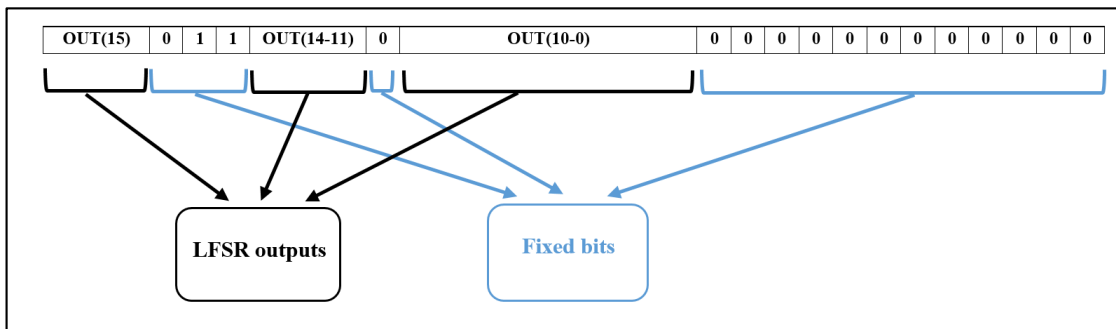 OUT(15) 0 1 1 OUT(14-11) 0 OUT(10-0) 0 0 0 0 0 0 0 0 0 0 0 0
LFSR outputs
Fixed bits